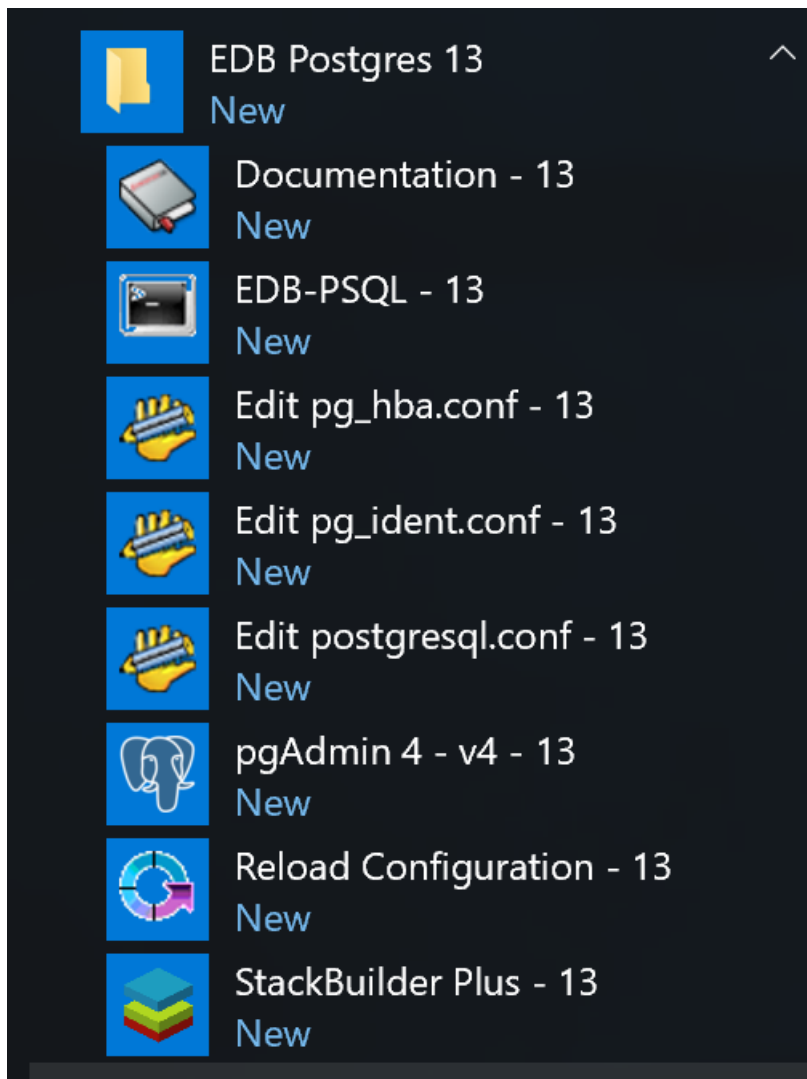 EDB Postgres 13
New
Documentation - 13
New
EDB-PSQL - 13
New
Edit pg_hba.conf - 13
New
Edit pg_ident.conf - 13
New
Edit postgresql.conf - 13
New
pgAdmin 4 - v4 - 13
New
Reload Configuration - 13
New
StackBuilder Plus - 13
New